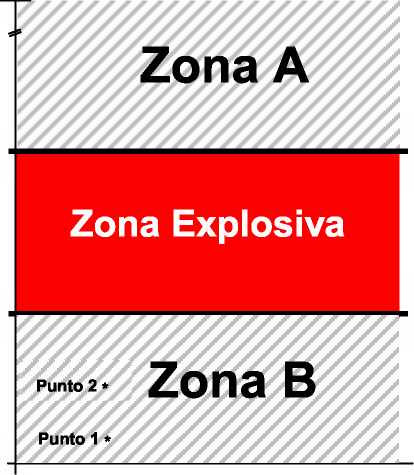 Zona A
Zona Explosiva
Punto 2 *
Zona B
Punto 1 *